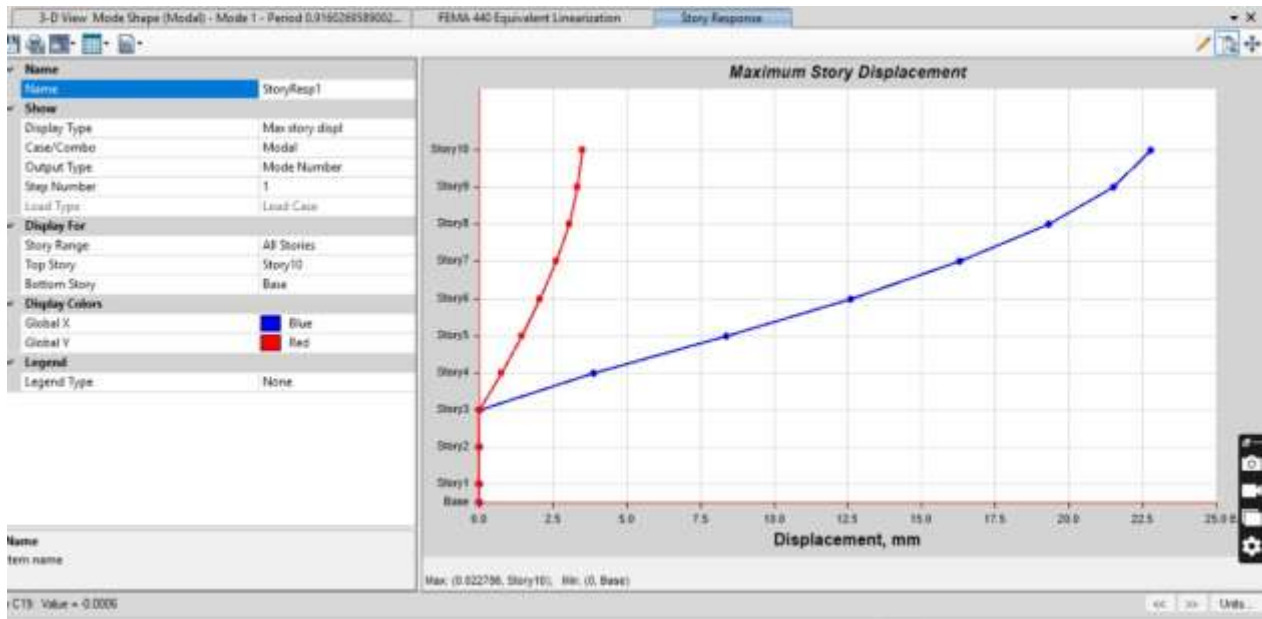 3-D View Mode Shape (Modal) - Mode 1 - Period 0.9160269589002...
FEMA 440 Equivalent Linearization
Story Response
Name
Name StoryResp1
Show
Display Type Max story displ
Case/Combo Modal
Output Type Mode Number
Step Number 1
Load Type Load Case
Display For
Story Range All Stories
Top Story Story10
Bottom Story Base
Display Colors
Global X Blue
Global Y Red
Legend
Legend Type None
Name
tem name
Maximum Story Displacement
Story10
Story9
Story8
Story7
Story6
Story5
Story4
Story3
Story2
Story1
Base
0.0 2.5 5.0 7.5 10.0 12.5 15.0 17.5 20.0 22.5 25.0
Displacement, mm
Max: (0.022786, Story10); Min: (0, Base)
C19: Value = -0.0006
<< >> Units...